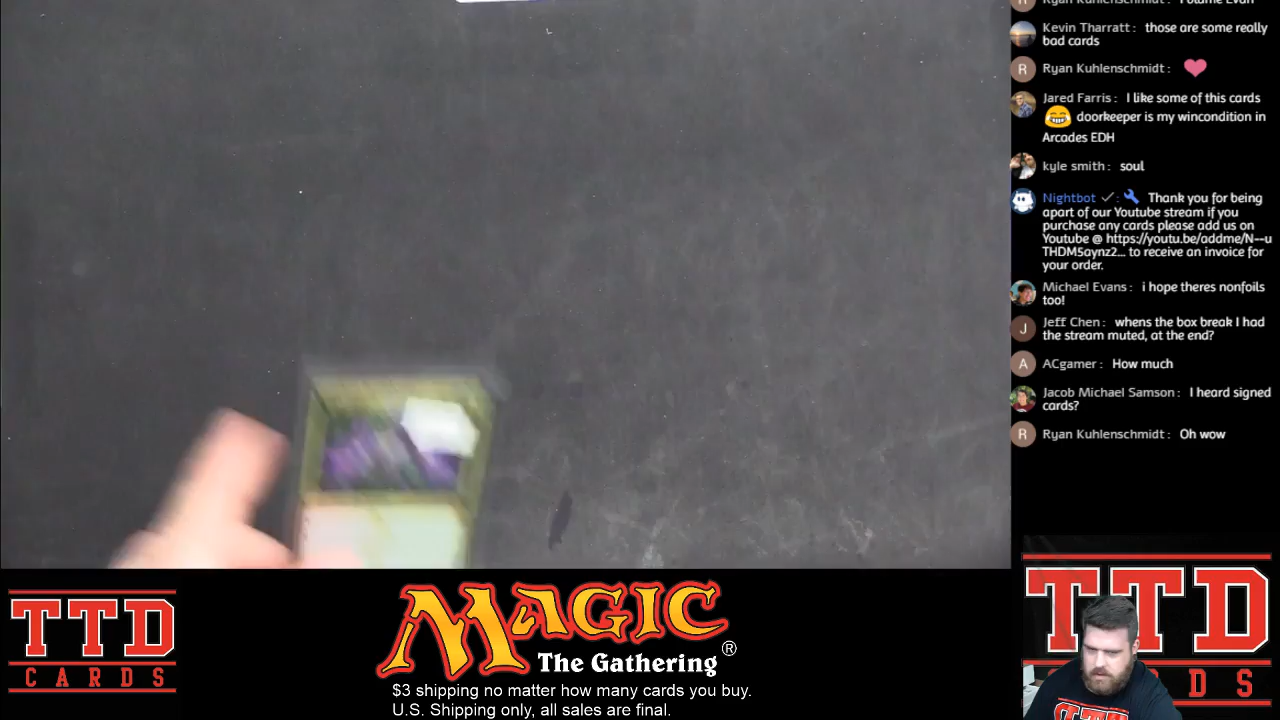 Ryan Kuhlenschmidt :
Kevin Tharratt : those are some really
bad cards
R Ryan Kuhlenschmidt :
Jared Farris : I like some of this cards
doorkeeper is my wincondition in
Arcades EDH
kyle smith : soul
Nightbot : Thank you for being
apart of our Youtube stream if you
purchase any cards please add us on
Youtube @ https://youtu.be/addme/N--u
THDM5aynz2... to receive an invoice for
your order.
Michael Evans : i hope theres nonfoils
too!
J Jeff Chen : whens the box break I had
the stream muted, at the end?
A ACgamer : How much
Jacob Michael Samson : I heard signed
cards?
R Ryan Kuhlenschmidt : Oh wow
TTD
CARDS
MAGIC
The Gathering®
$3 shipping no matter how many cards you buy.
U.S. Shipping only, all sales are final.
TTD
DS